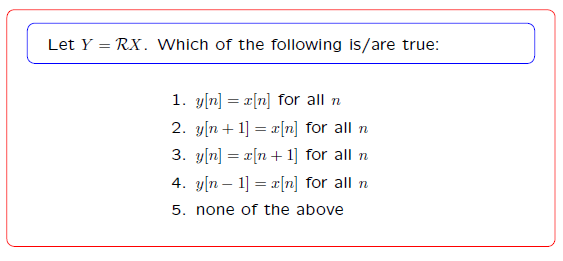 Let Y = ℛX. Which of the following is/are true:
1. y[n] = x[n] for all n
2. y[n + 1] = x[n] for all n
3. y[n] = x[n + 1] for all n
4. y[n − 1] = x[n] for all n
5. none of the above